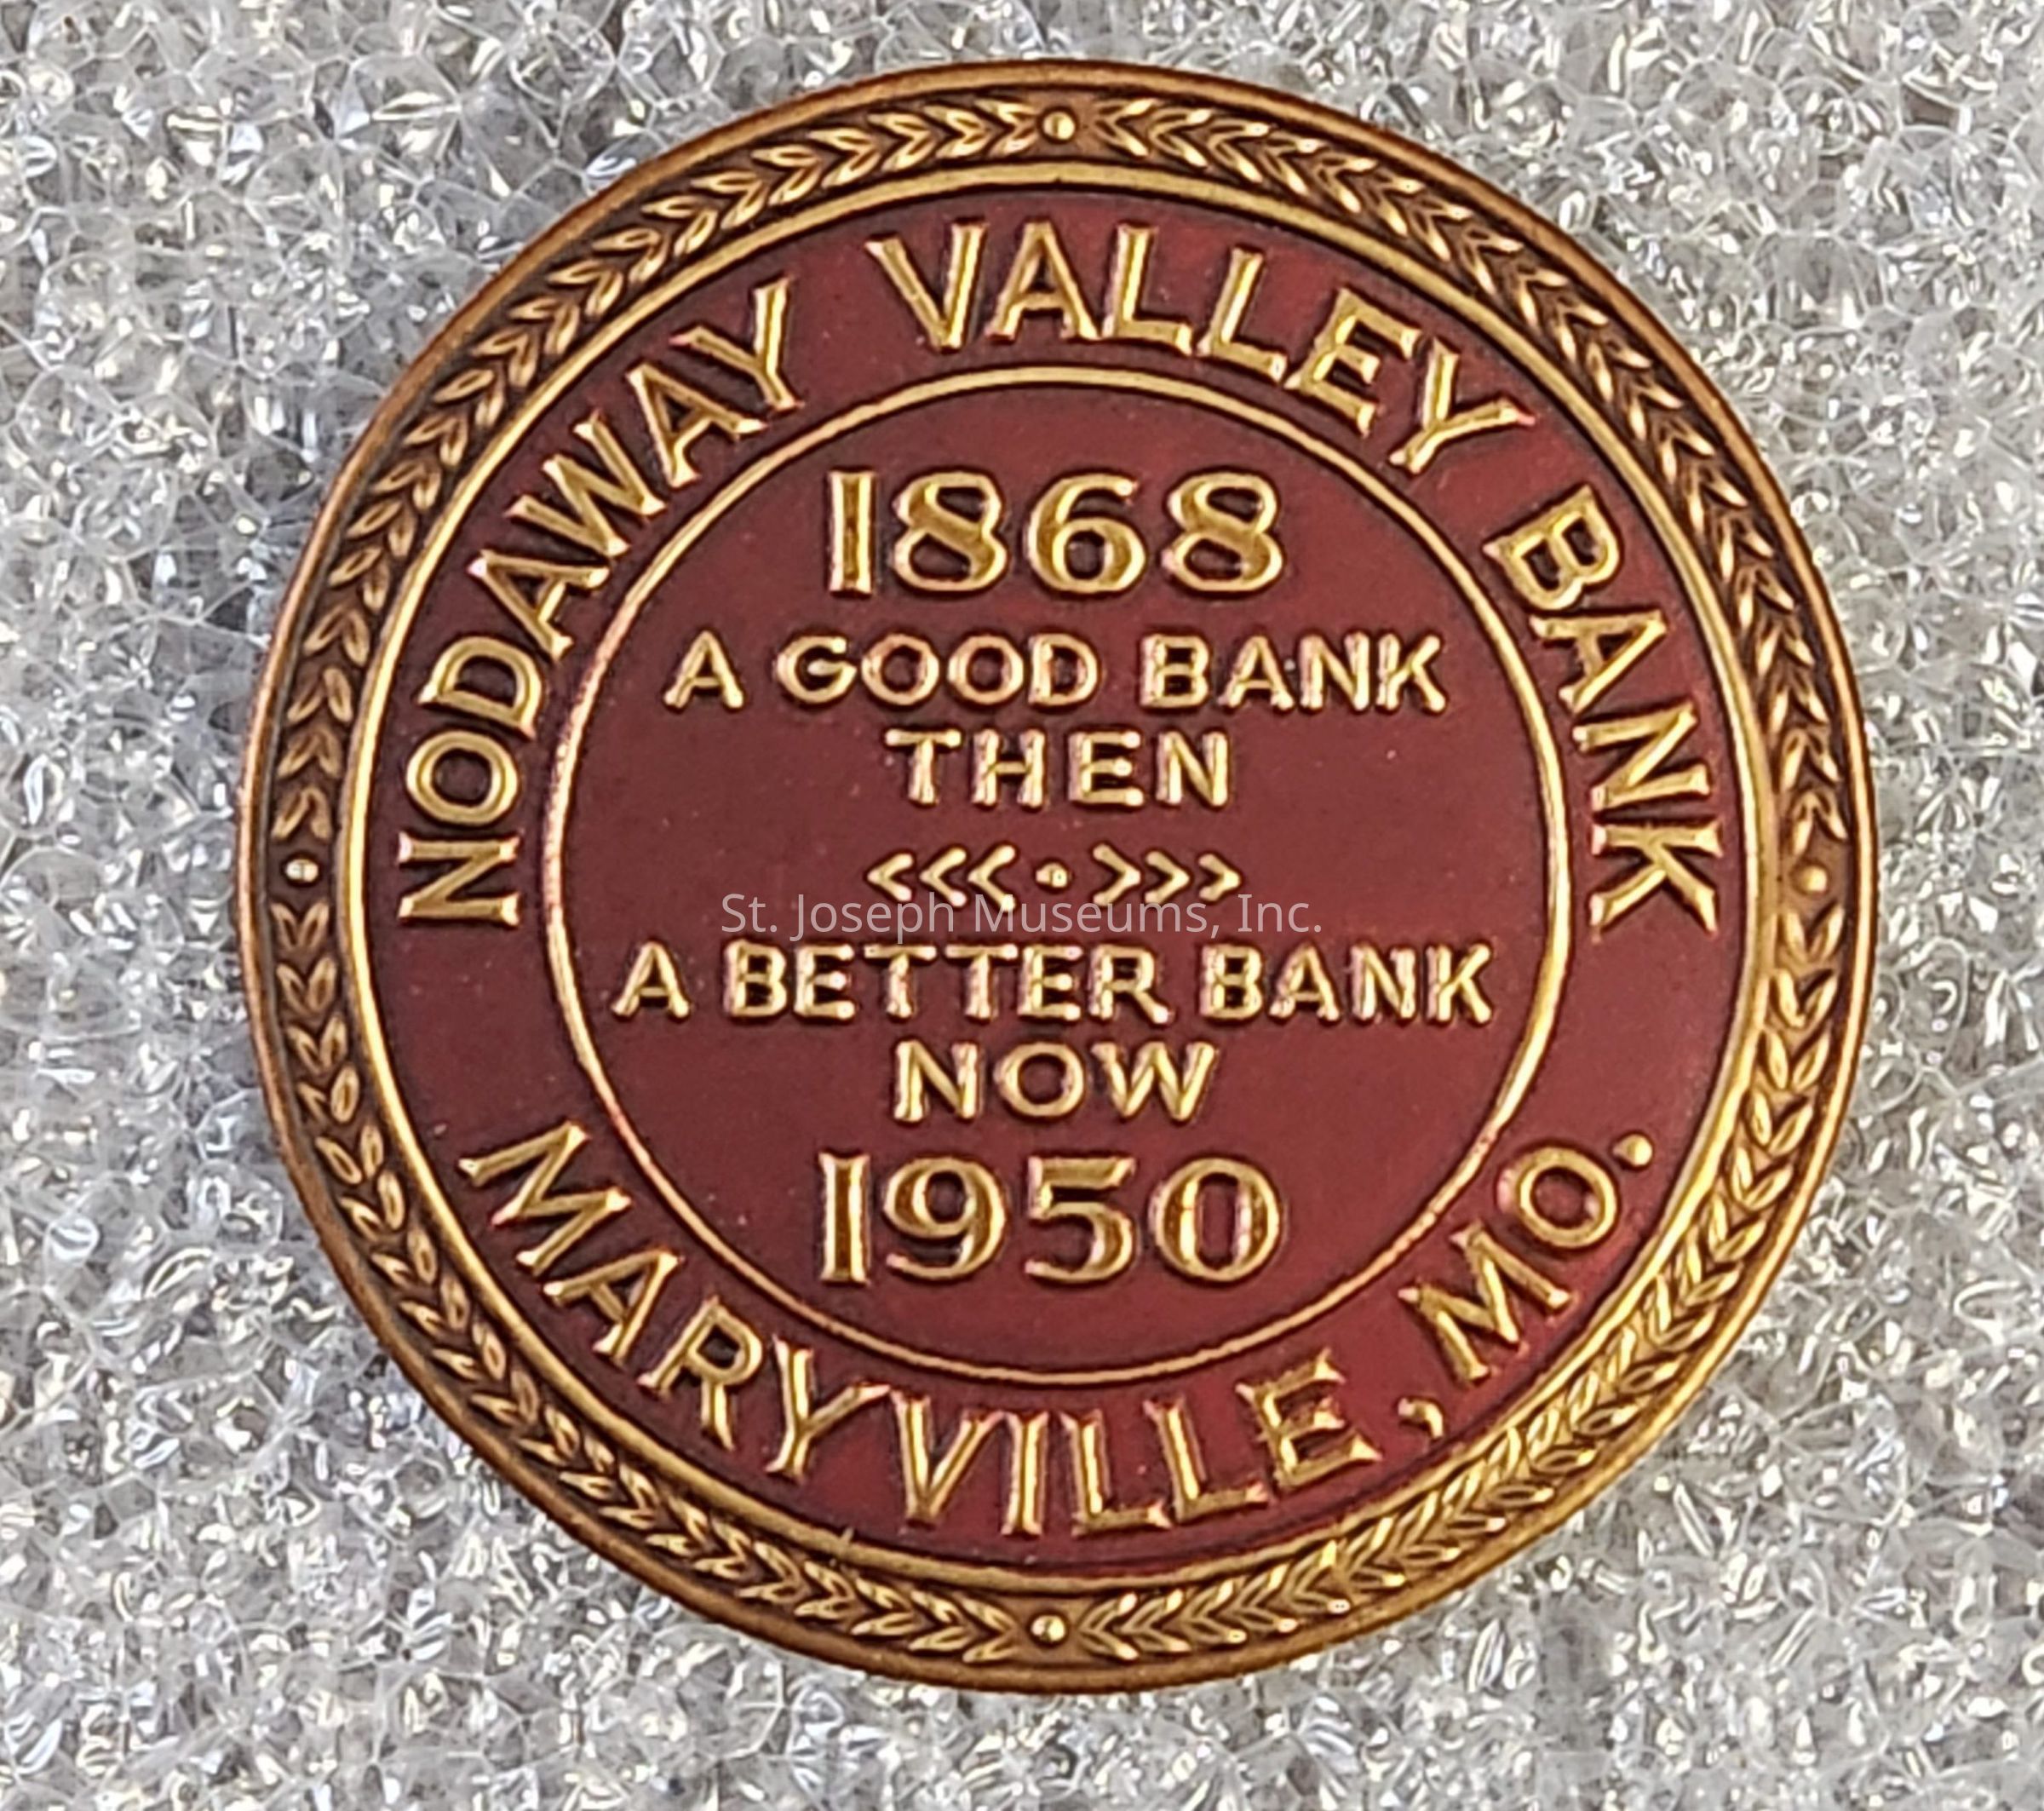 NODAWAY VALLEY BANK
1868
A GOOD BANK
THEN
<<<•>>>
St. Joseph Museums, Inc.
A BETTER BANK
NOW
1950
MARYVILLE, MO.